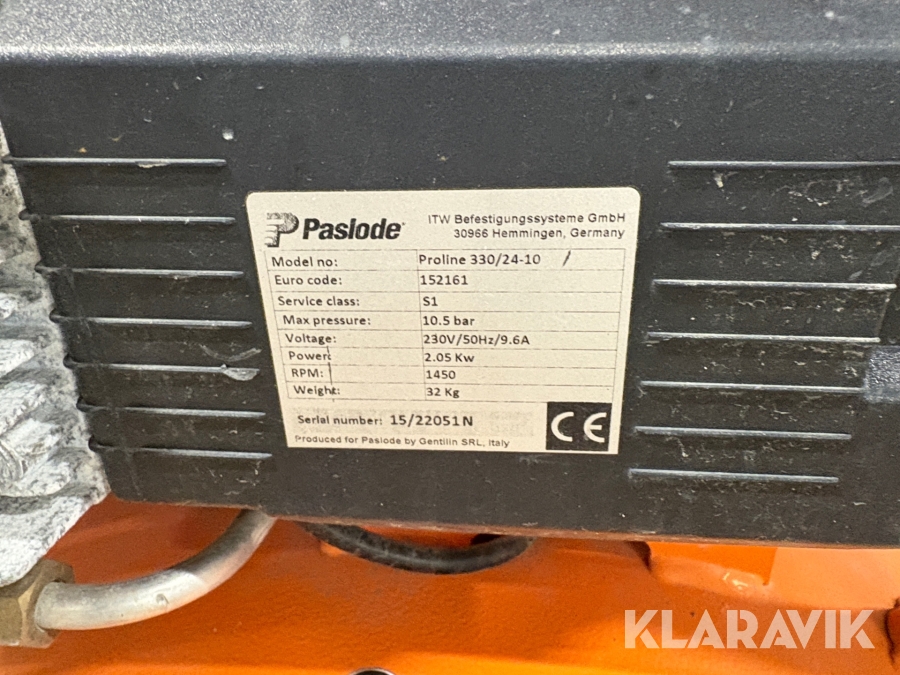 Paslode
ITW Befestigungssysteme GmbH
30966 Hemmingen, Germany
Model no: Proline 330/24-10
Euro code: 152161
Service class: S1
Max pressure: 10.5 bar
Voltage: 230V/50Hz/9.6A
Power: 2.05 Kw
RPM: 1450
Weight: 32 Kg
Serial number: 15/22051N
CE
Produced for Paslode by Gentilin SRL, Italy
KLARAVIK